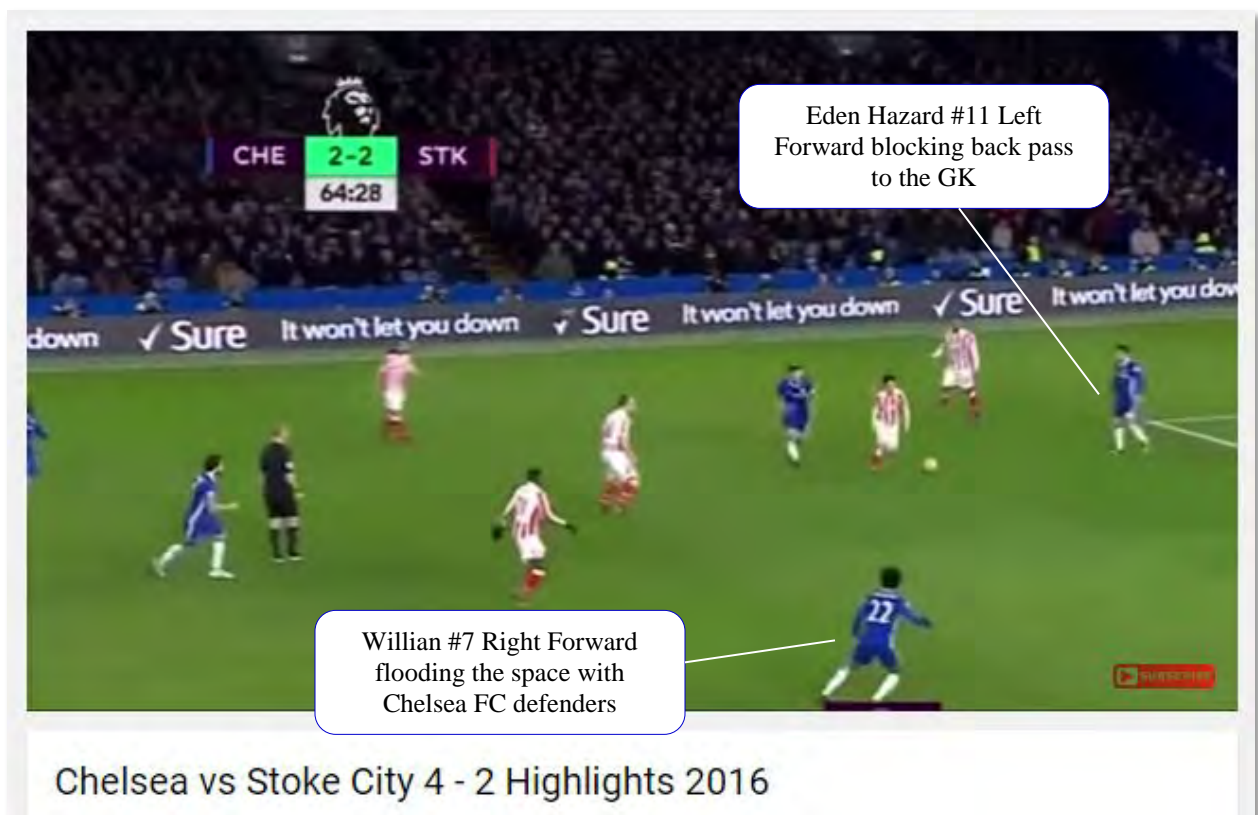 CHE 2-2 STK
64:28
Eden Hazard #11 Left
Forward blocking back pass
to the GK
down ✓ Sure It won't let you down ✓ Sure It won't let you down ✓ Sure It won't let you dow
22
Willian #7 Right Forward
flooding the space with
Chelsea FC defenders
SUBSCRIBE
Chelsea vs Stoke City 4 - 2 Highlights 2016